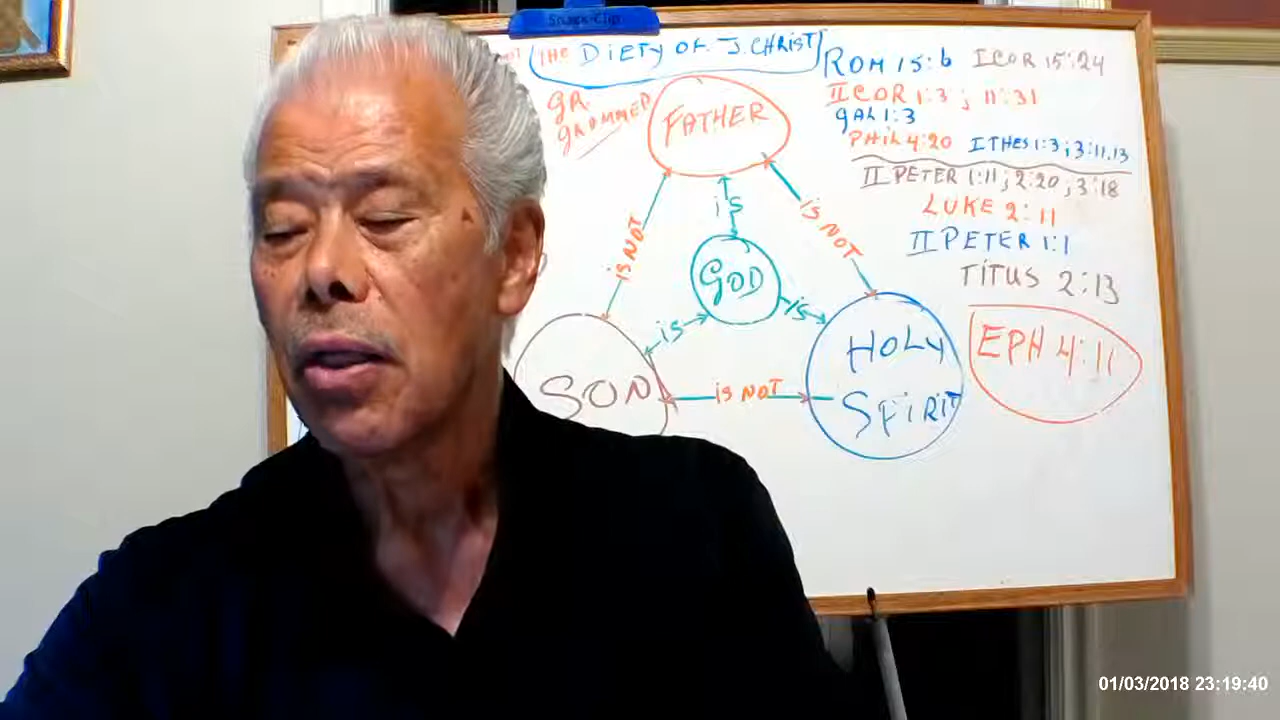 Snack-Clip
THE DIETY OF J. CHRIST
GR.
GRAMMER
FATHER
is NOT
is
is NOT
GOD
is
is
SON
is NOT
HOLY
SPIRIT
ROM 15:6 I COR 15:24
II COR 1:3 ; 11:31
GAL 1:3
PHIL 4:20 I THES 1:3 ; 3:11,13
II PETER 1:11 ; 2:20 ; 3:18
LUKE 2:11
II PETER 1:1
TITUS 2:13
EPH 4:11
01/03/2018 23:19:40